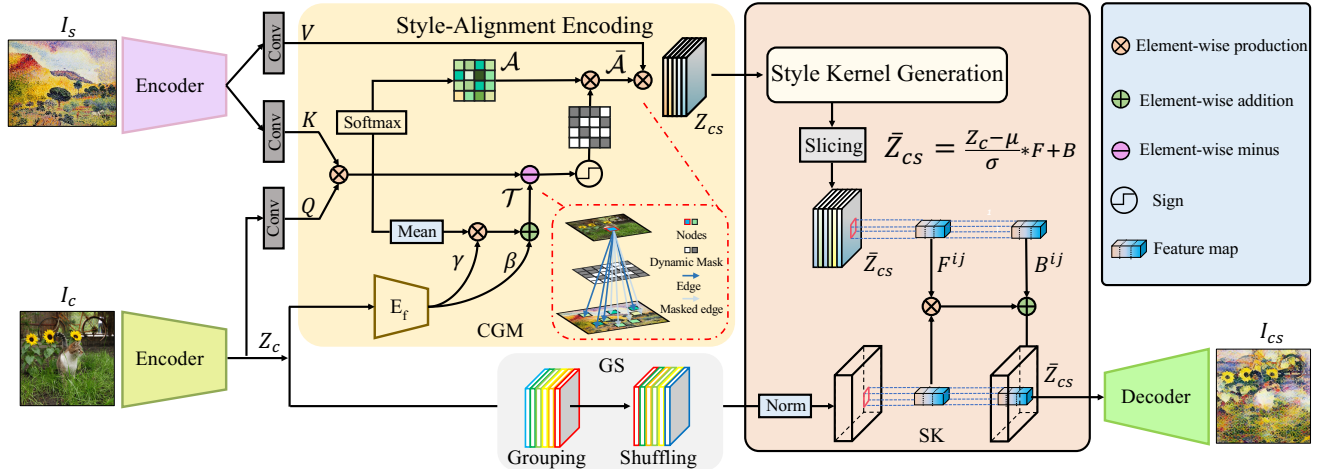 I_s
Encoder
Conv
V
Conv
K
Conv
Q
Style-Alignment Encoding
Softmax
A
Ā
Z_cs
T
Mean
γ
β
E_f
CGM
Nodes
Dynamic Mask
Edge
Masked edge
I_c
Encoder
Z_c
GS
Grouping
Shuffling
Style Kernel Generation
Slicing
Z̄_cs = (Z_c − μ)/σ * F + B
Z̄_cs
F^ij
B^ij
Norm
SK
Z̄_cs
Element-wise production
Element-wise addition
Element-wise minus
Sign
Feature map
Decoder
I_cs